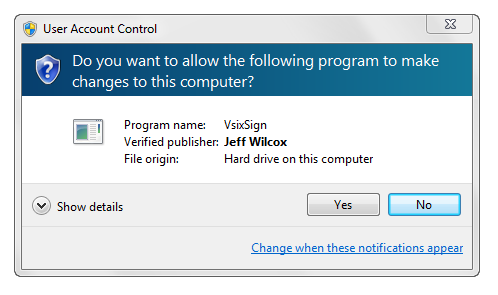 User Account Control
Do you want to allow the following program to make
changes to this computer?
Program name: VsixSign
Verified publisher: Jeff Wilcox
File origin: Hard drive on this computer
Show details
Yes
No
Change when these notifications appear